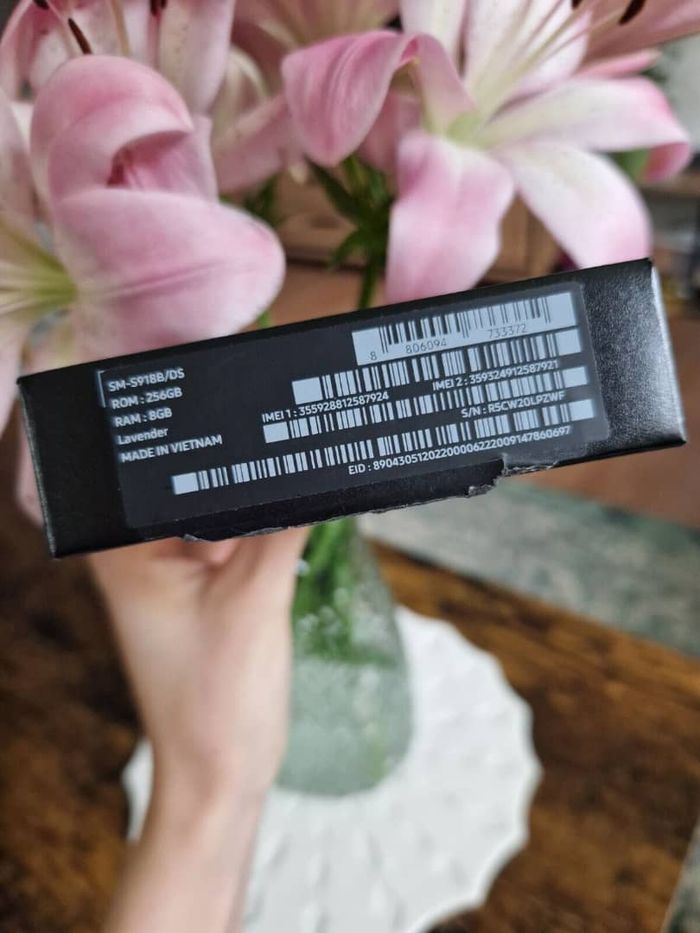 SM-S918B/DS
ROM : 256GB
RAM : 8GB
Lavender
MADE IN VIETNAM
8 806094 733372
IMEI 1 : 355928812587924
IMEI 2 : 359324912587921
S/N : R5CW20LPZWF
EID : 89043051202200006222009147860697